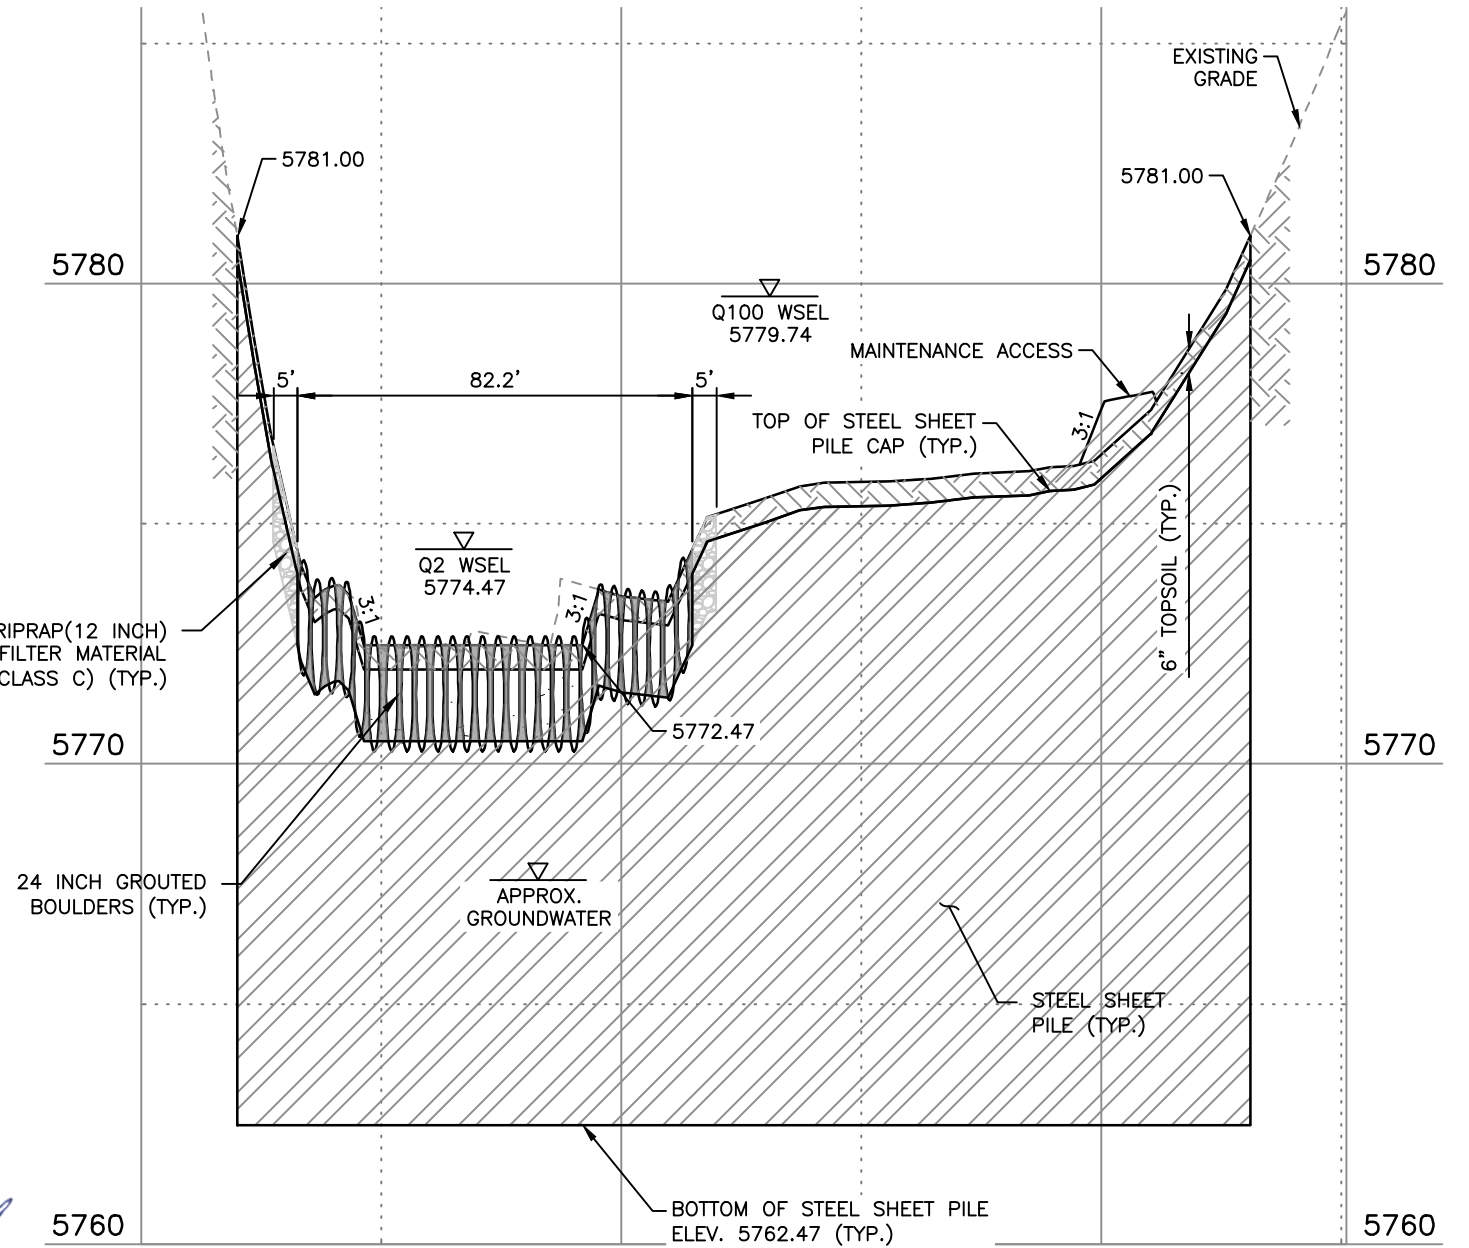 EXISTING
GRADE
5781.00
5781.00
5780
5780
Q100 WSEL
5779.74
MAINTENANCE ACCESS
5'
82.2'
5'
TOP OF STEEL SHEET
PILE CAP (TYP.)
3:1
Q2 WSEL
5774.47
3:1
3:1
6" TOPSOIL (TYP.)
RIPRAP(12 INCH)
FILTER MATERIAL
CLASS C) (TYP.)
5772.47
5770
5770
24 INCH GROUTED
BOULDERS (TYP.)
APPROX.
GROUNDWATER
STEEL SHEET
PILE (TYP.)
BOTTOM OF STEEL SHEET PILE
ELEV. 5762.47 (TYP.)
5760
5760